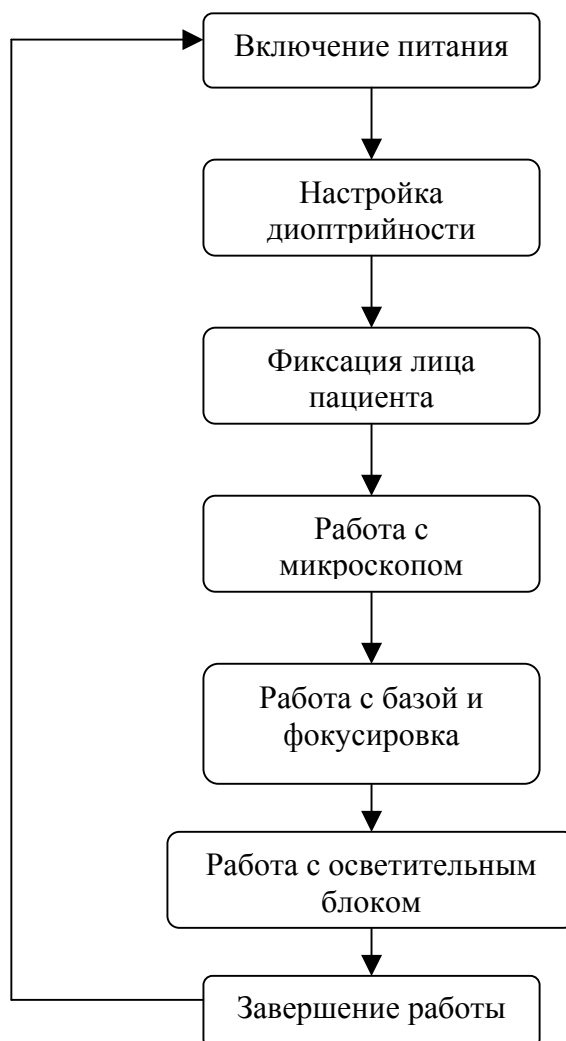 Включение питания
Настройка
диоптрийности
Фиксация лица
пациента
Работа с
микроскопом
Работа с базой и
фокусировка
Работа с осветительным
блоком
Завершение работы